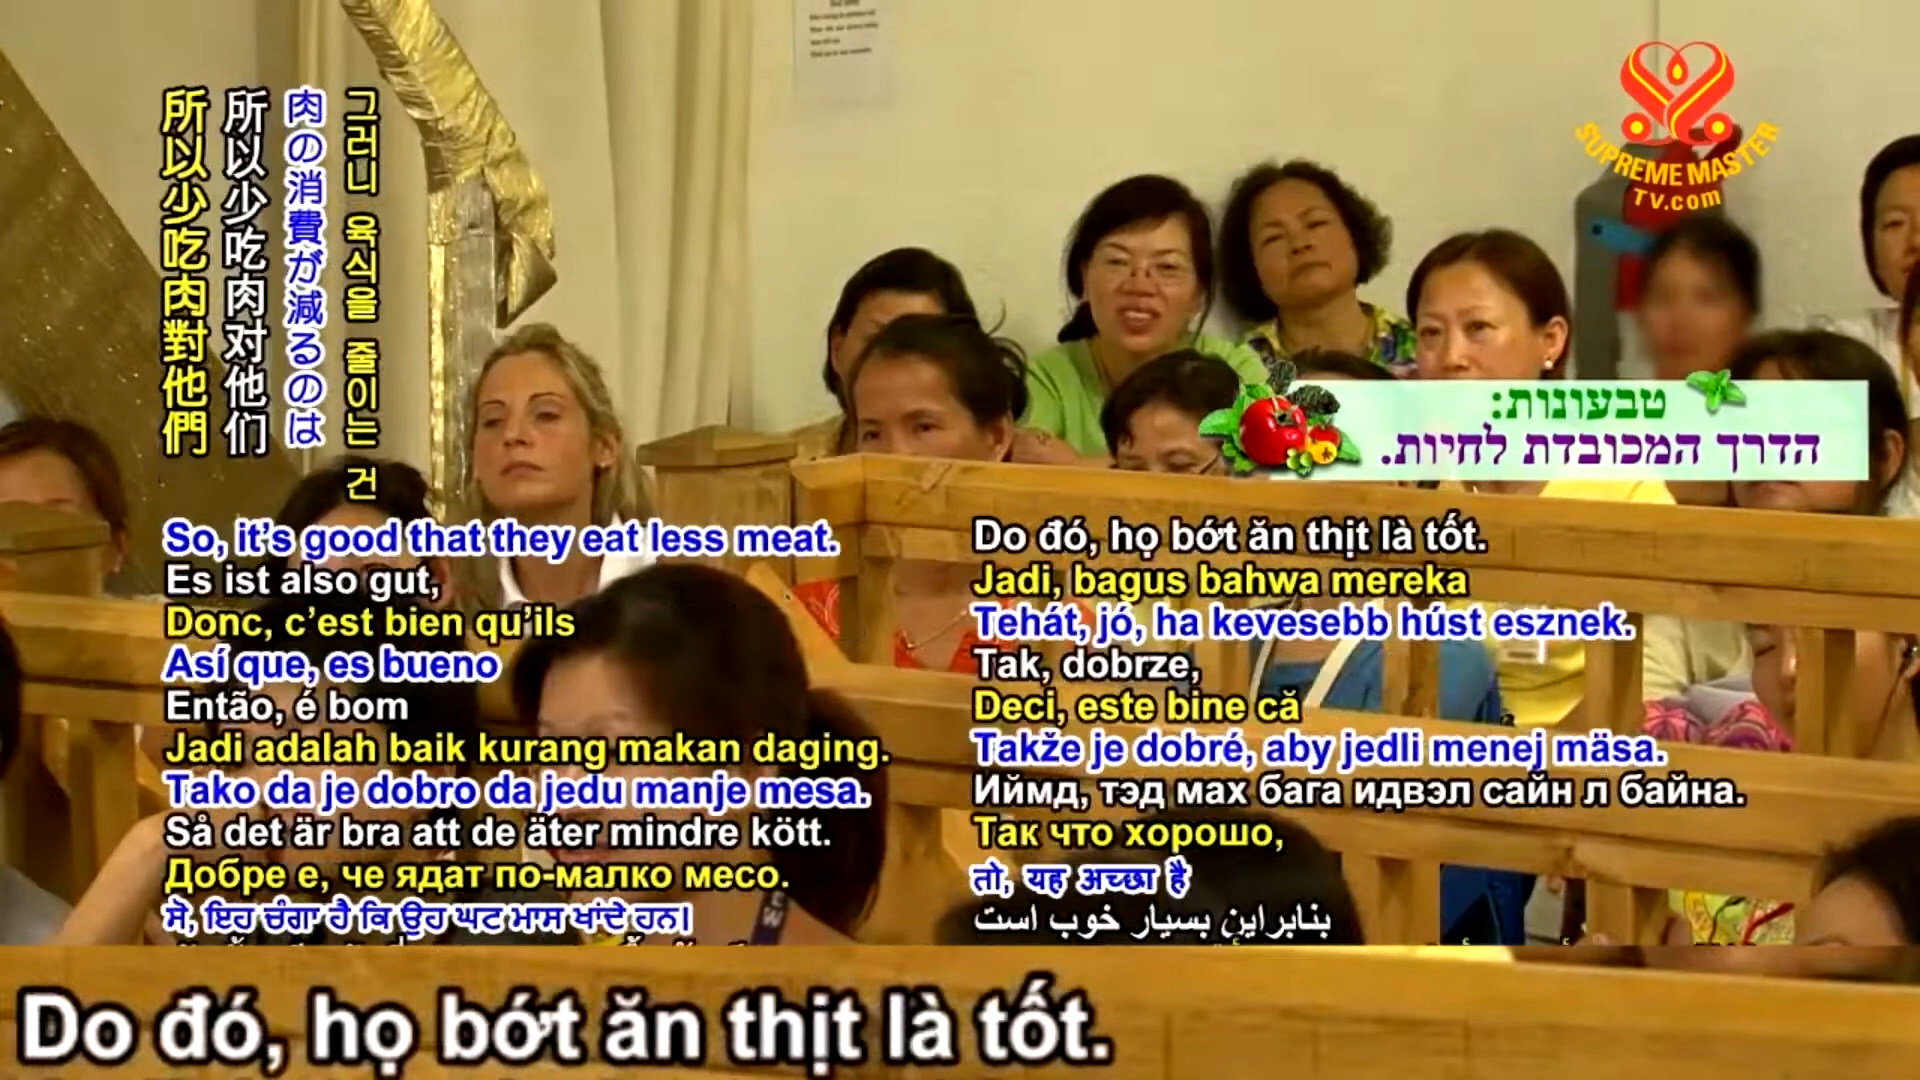 SUPREME MASTER
TV.com
所以少吃肉對他們
所以少吃肉对他们
肉の消費が減るのは
그러니 육식을 줄이는 건
טבעונות:
הדרך המכובדת לחיות.
So, it's good that they eat less meat.
Es ist also gut,
Donc, c'est bien qu'ils
Así que, es bueno
Então, é bom
Jadi adalah baik kurang makan daging.
Tako da je dobro da jedu manje mesa.
Så det är bra att de äter mindre kött.
Добре е, че ядат по-малко месо.
ਸੋ, ਇਹ ਚੰਗਾ ਹੈ ਕਿ ਉਹ ਘਟ ਮਾਸ ਖਾਂਦੇ ਹਨ।
Do đó, họ bớt ăn thịt là tốt.
Jadi, bagus bahwa mereka
Tehát, jó, ha kevesebb húst esznek.
Tak, dobrze,
Deci, este bine că
Takže je dobré, aby jedli menej mäsa.
Иймд, тэд мах бага идвэл сайн л байна.
Так что хорошо,
तो, यह अच्छा है
بنابراین بسیار خوب است
Do đó, họ bớt ăn thịt là tốt.